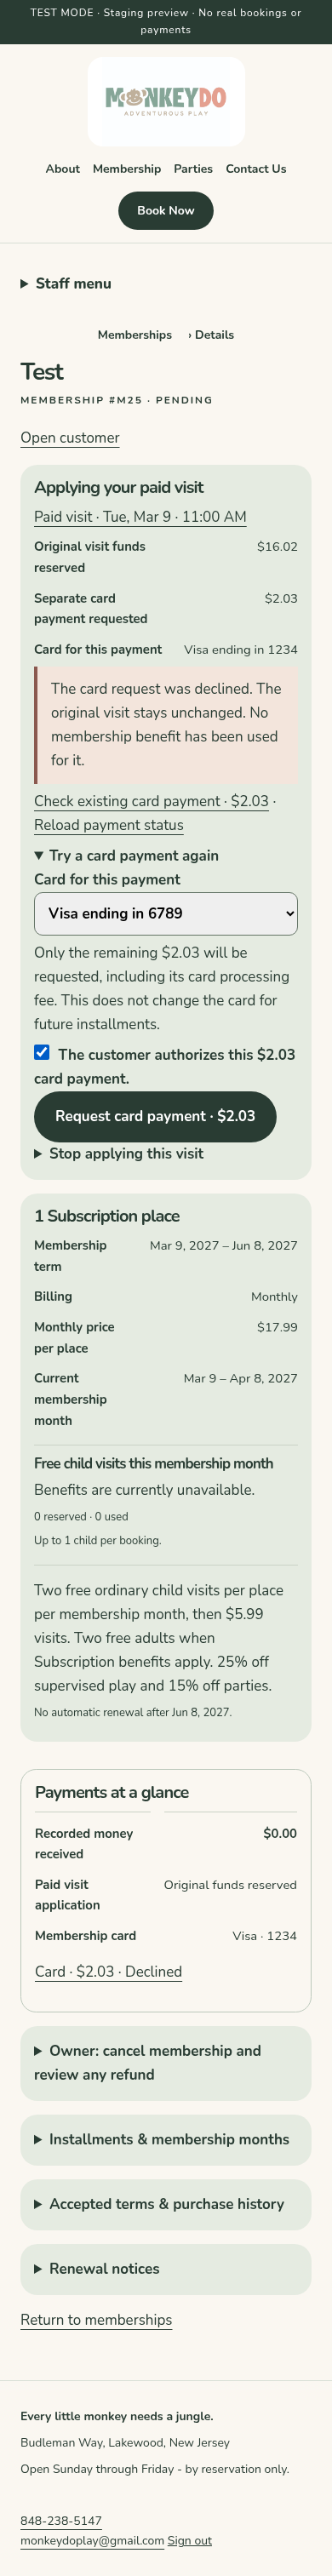 TEST MODE · Staging preview · No real bookings or
payments
MONKEYDO
ADVENTUROUS PLAY
About Membership Parties Contact Us
Book Now
Staff menu
Memberships › Details
Test
MEMBERSHIP #M25 · PENDING
Open customer
Applying your paid visit
Paid visit · Tue, Mar 9 · 11:00 AM
Original visit funds $16.02
reserved
Separate card $2.03
payment requested
Card for this payment Visa ending in 1234
The card request was declined. The
original visit stays unchanged. No
membership benefit has been used
for it.
Check existing card payment · $2.03 ·
Reload payment status
Try a card payment again
Card for this payment
Visa ending in 6789
Only the remaining $2.03 will be
requested, including its card processing
fee. This does not change the card for
future installments.
The customer authorizes this $2.03
card payment.
Request card payment · $2.03
Stop applying this visit
1 Subscription place
Membership Mar 9, 2027 – Jun 8, 2027
term
Billing Monthly
Monthly price $17.99
per place
Current Mar 9 – Apr 8, 2027
membership
month
Free child visits this membership month
Benefits are currently unavailable.
0 reserved · 0 used
Up to 1 child per booking.
Two free ordinary child visits per place
per membership month, then $5.99
visits. Two free adults when
Subscription benefits apply. 25% off
supervised play and 15% off parties.
No automatic renewal after Jun 8, 2027.
Payments at a glance
Recorded money $0.00
received
Paid visit Original funds reserved
application
Membership card Visa · 1234
Card · $2.03 · Declined
Owner: cancel membership and
review any refund
Installments & membership months
Accepted terms & purchase history
Renewal notices
Return to memberships
Every little monkey needs a jungle.
Budleman Way, Lakewood, New Jersey
Open Sunday through Friday - by reservation only.
848-238-5147
monkeydoplay@gmail.com Sign out